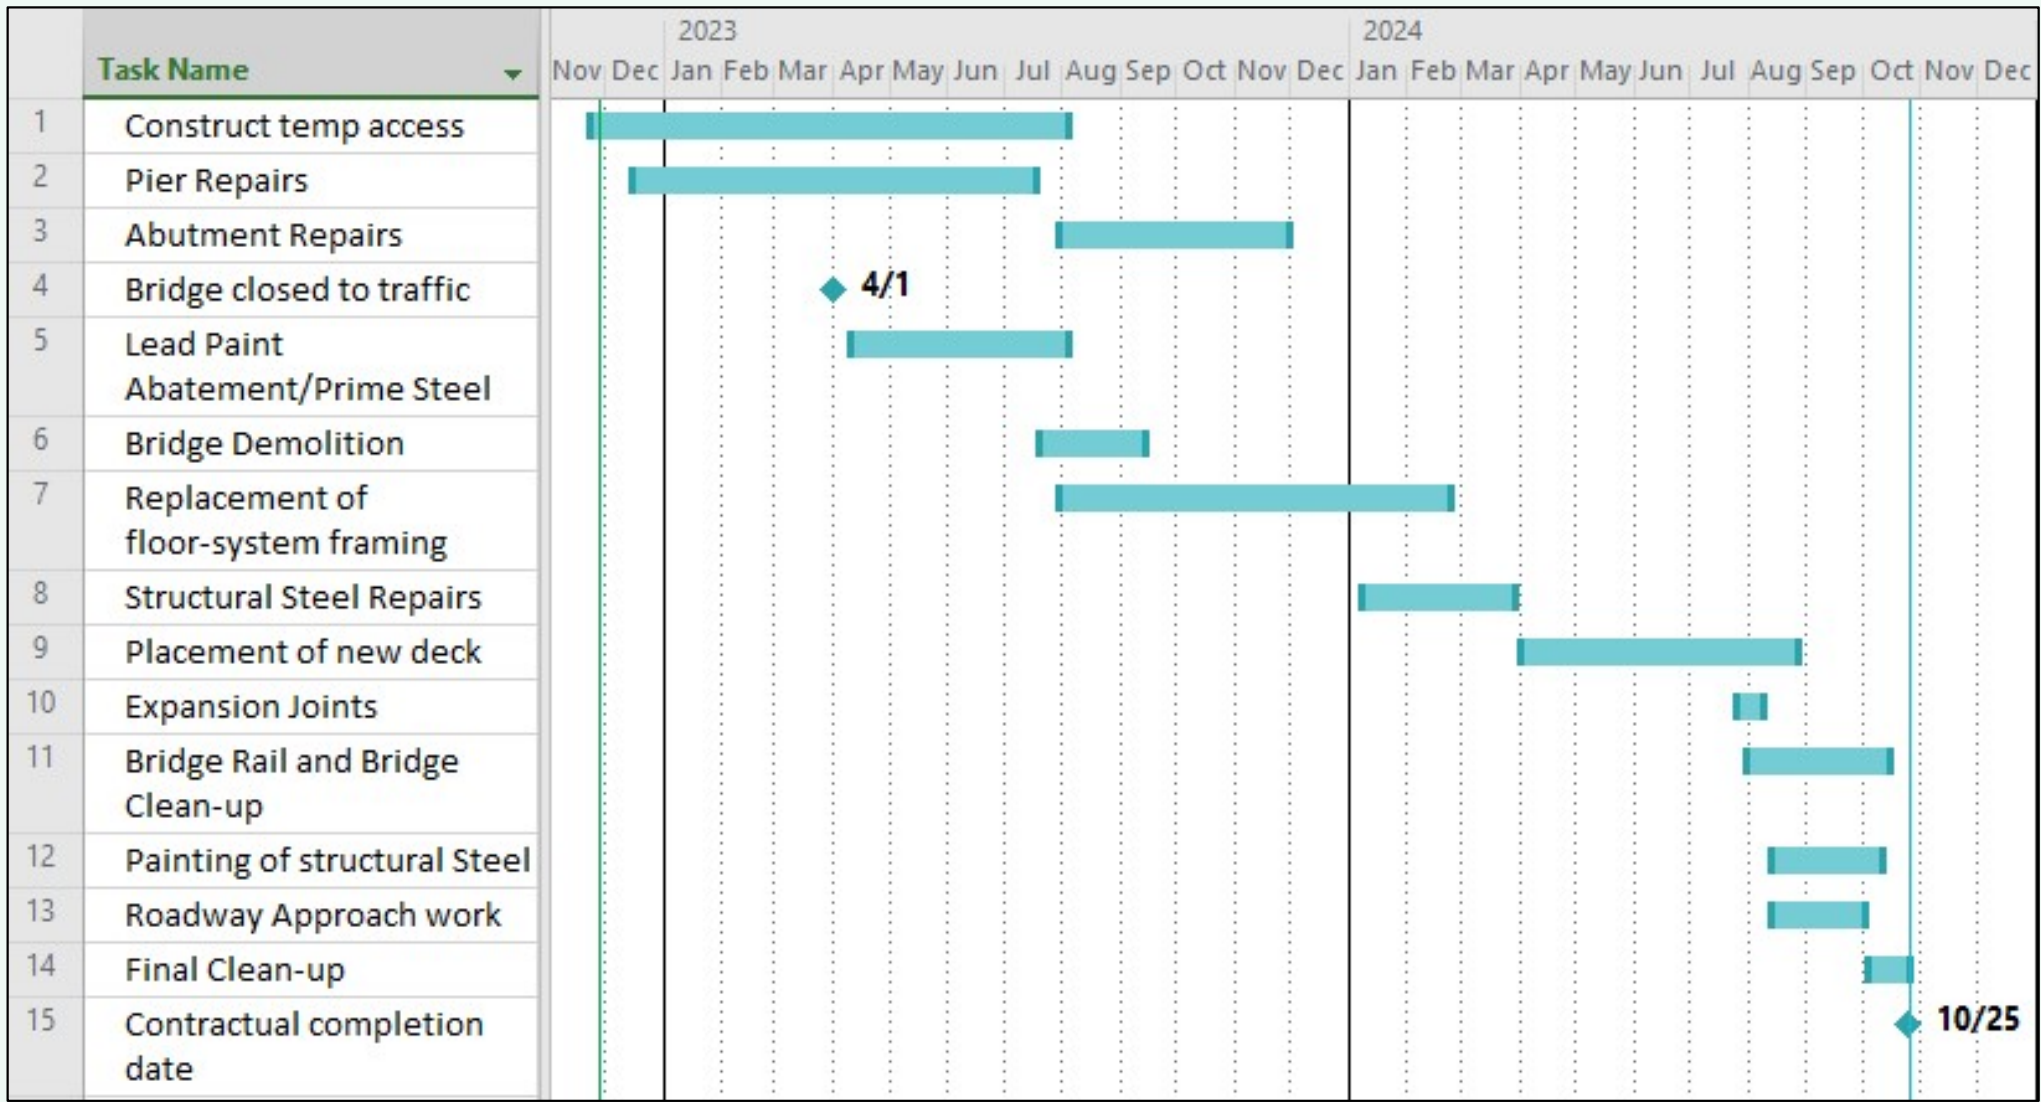 2023 2024
Task Name
Nov Dec Jan Feb Mar Apr May Jun Jul Aug Sep Oct Nov Dec Jan Feb Mar Apr May Jun Jul Aug Sep Oct Nov Dec
1 Construct temp access
2 Pier Repairs
3 Abutment Repairs
4 Bridge closed to traffic 4/1
5 Lead Paint
Abatement/Prime Steel
6 Bridge Demolition
7 Replacement of
floor-system framing
8 Structural Steel Repairs
9 Placement of new deck
10 Expansion Joints
11 Bridge Rail and Bridge
Clean-up
12 Painting of structural Steel
13 Roadway Approach work
14 Final Clean-up
15 Contractual completion 10/25
date